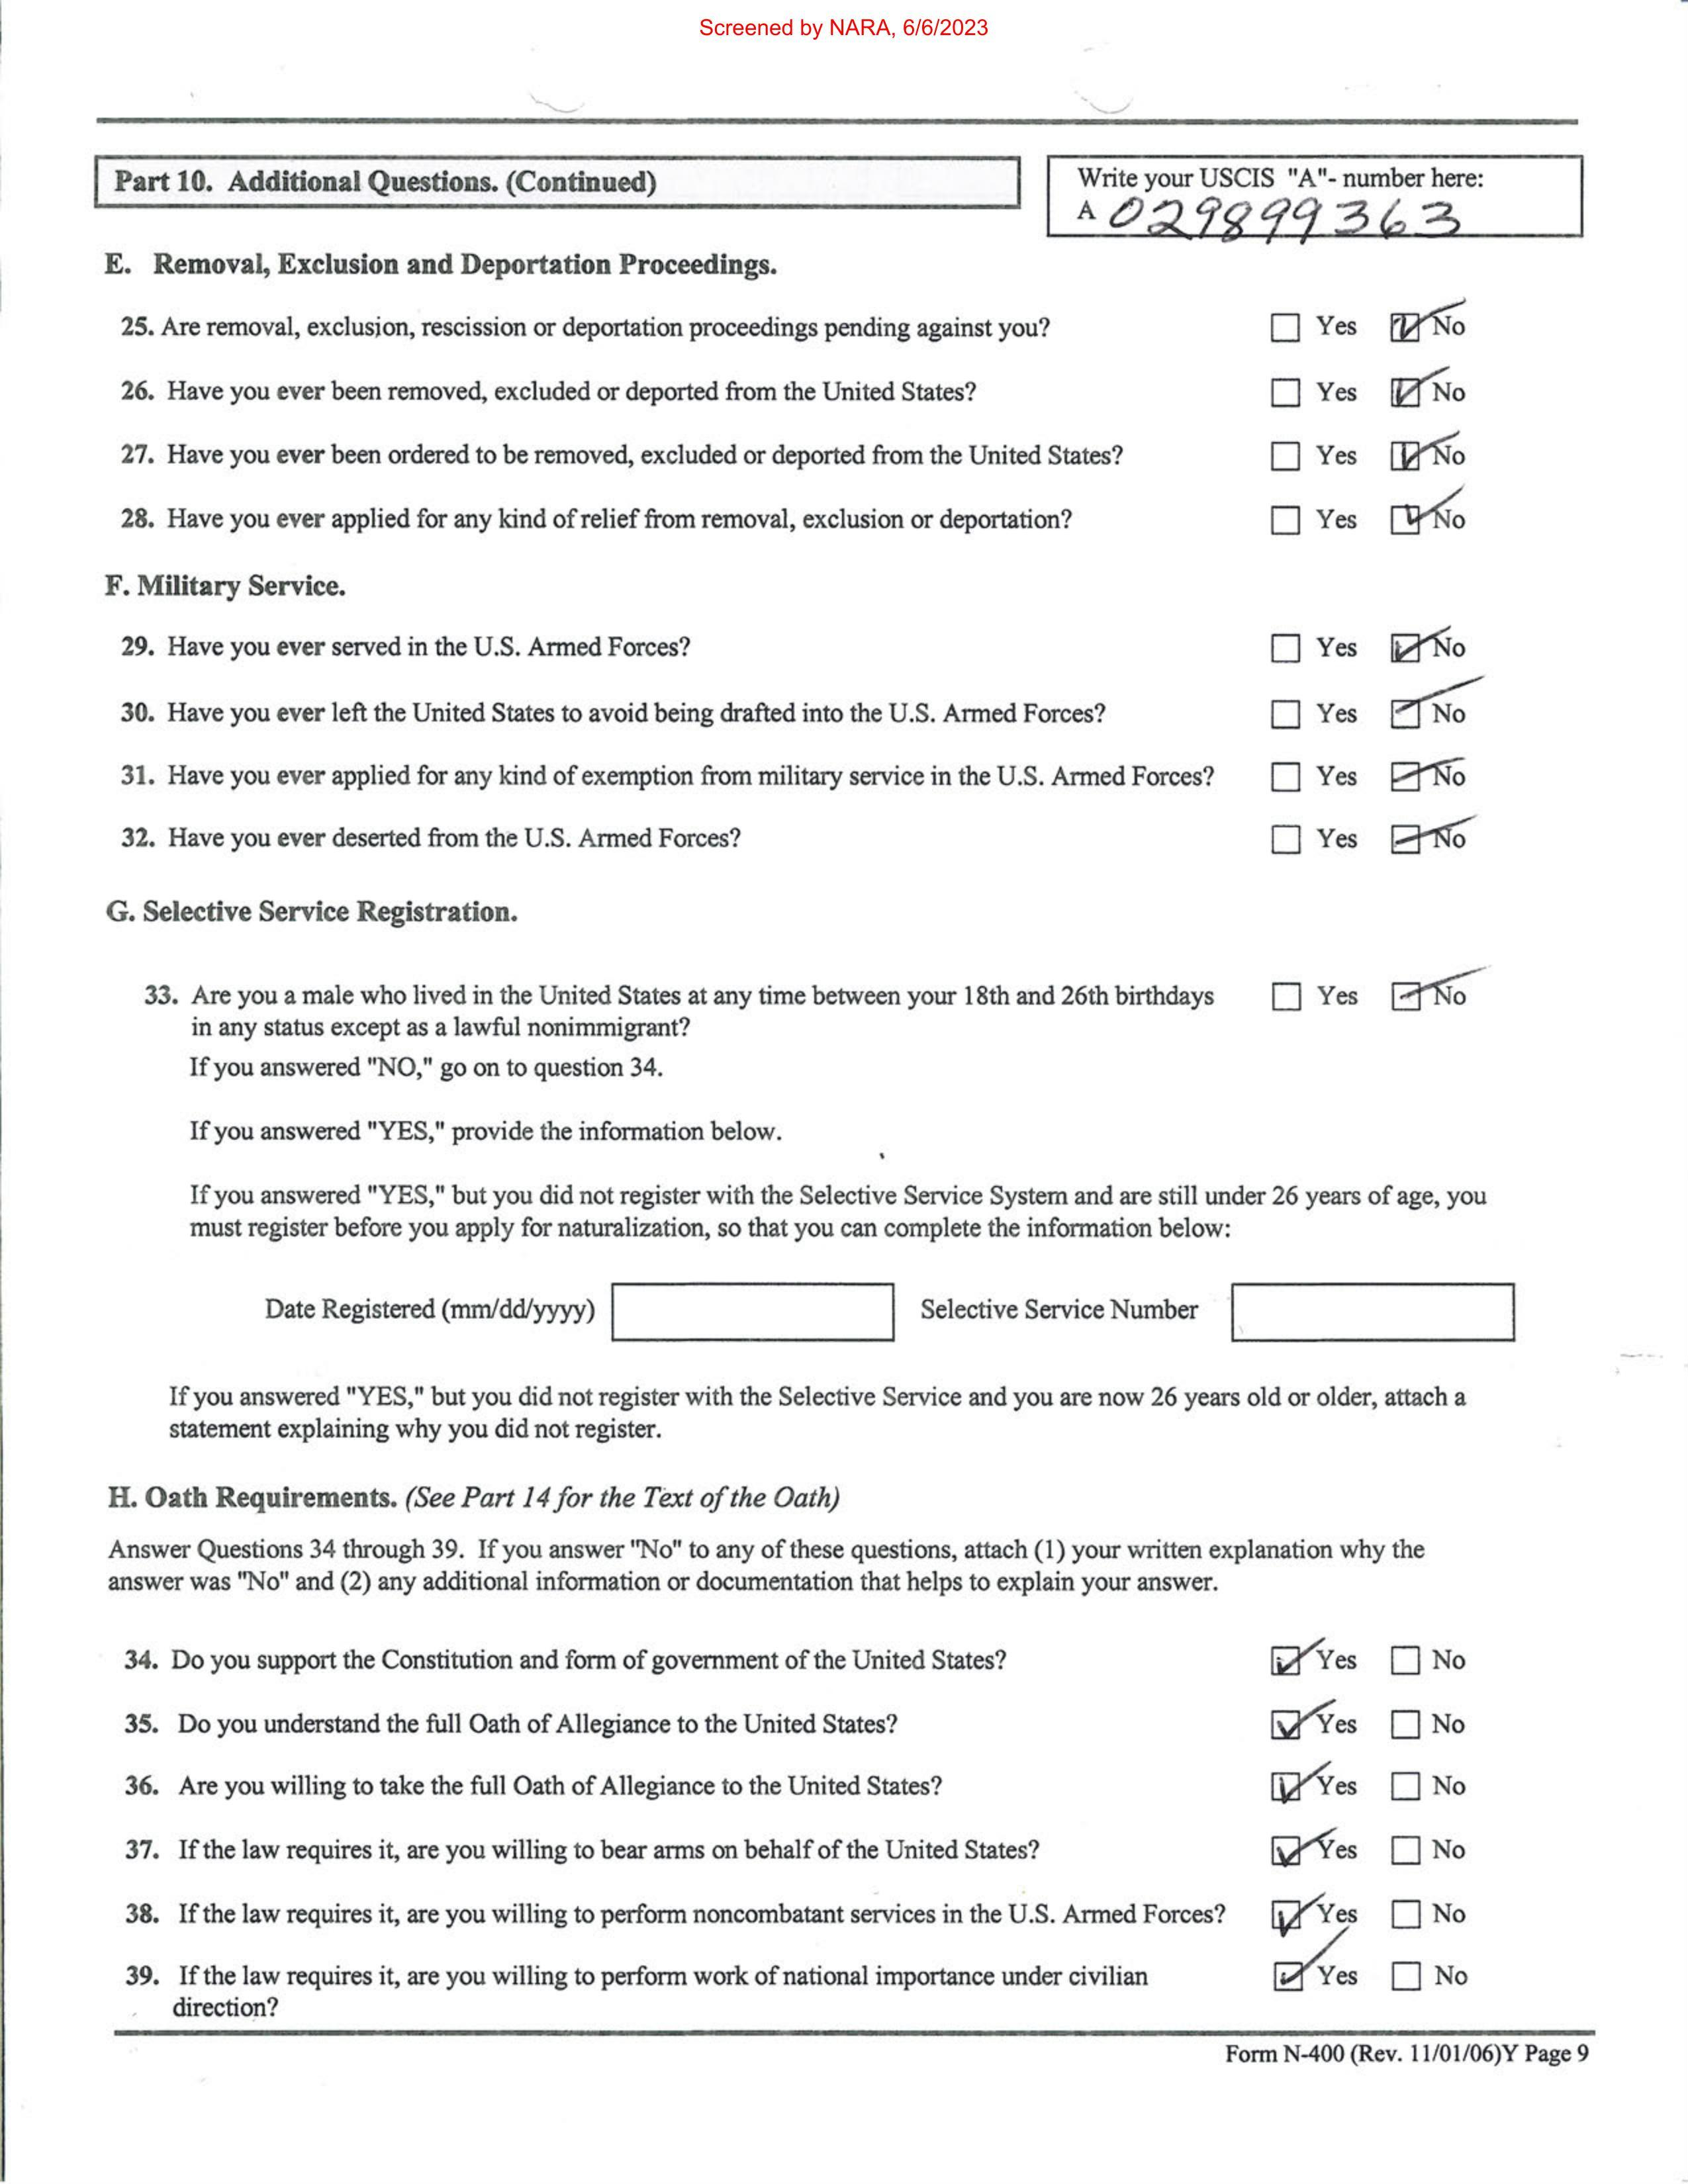 Screened by NARA, 6/6/2023
Part 10. Additional Questions. (Continued)
Write your USCIS "A"- number here:
A 029899363
E. Removal, Exclusion and Deportation Proceedings.
25. Are removal, exclusion, rescission or deportation proceedings pending against you? Yes No
26. Have you ever been removed, excluded or deported from the United States? Yes No
27. Have you ever been ordered to be removed, excluded or deported from the United States? Yes No
28. Have you ever applied for any kind of relief from removal, exclusion or deportation? Yes No
F. Military Service.
29. Have you ever served in the U.S. Armed Forces? Yes No
30. Have you ever left the United States to avoid being drafted into the U.S. Armed Forces? Yes No
31. Have you ever applied for any kind of exemption from military service in the U.S. Armed Forces? Yes No
32. Have you ever deserted from the U.S. Armed Forces? Yes No
G. Selective Service Registration.
33. Are you a male who lived in the United States at any time between your 18th and 26th birthdays Yes No
in any status except as a lawful nonimmigrant?
If you answered "NO," go on to question 34.
If you answered "YES," provide the information below.
If you answered "YES," but you did not register with the Selective Service System and are still under 26 years of age, you
must register before you apply for naturalization, so that you can complete the information below:
Date Registered (mm/dd/yyyy) Selective Service Number
If you answered "YES," but you did not register with the Selective Service and you are now 26 years old or older, attach a
statement explaining why you did not register.
H. Oath Requirements. (See Part 14 for the Text of the Oath)
Answer Questions 34 through 39. If you answer "No" to any of these questions, attach (1) your written explanation why the
answer was "No" and (2) any additional information or documentation that helps to explain your answer.
34. Do you support the Constitution and form of government of the United States? Yes No
35. Do you understand the full Oath of Allegiance to the United States? Yes No
36. Are you willing to take the full Oath of Allegiance to the United States? Yes No
37. If the law requires it, are you willing to bear arms on behalf of the United States? Yes No
38. If the law requires it, are you willing to perform noncombatant services in the U.S. Armed Forces? Yes No
39. If the law requires it, are you willing to perform work of national importance under civilian Yes No
direction?
Form N-400 (Rev. 11/01/06)Y Page 9